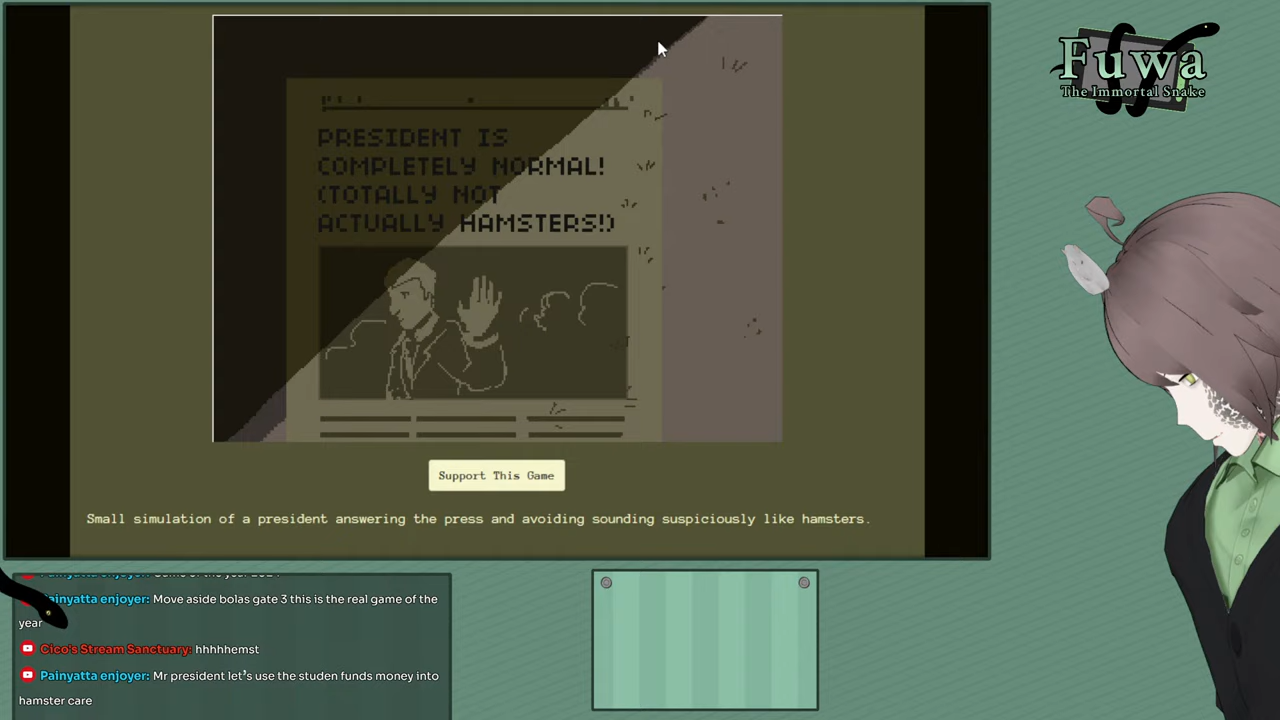 PRESIDENT IS
COMPLETELY NORMAL!
(TOTALLY NOT
ACTUALLY HAMSTERS!)
Support This Game
Small simulation of a president answering the press and avoiding sounding suspiciously like hamsters.
Fuwa
The Immortal Snake
Painyatta enjoyer: Move aside bolas gate 3 this is the real game of the
year
Cico's Stream Sanctuary: hhhhhemst
Painyatta enjoyer: Mr president let's use the studen funds money into
hamster care